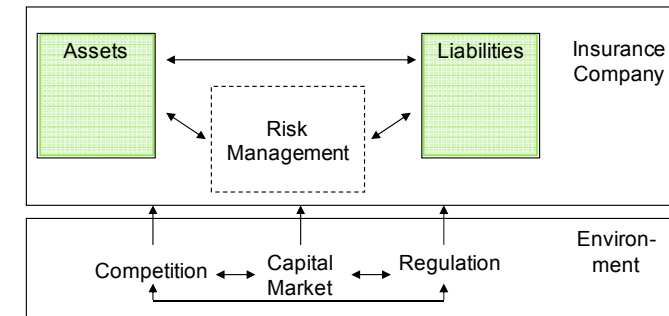 Assets
Liabilities
Insurance
Company
Risk
Management
Environ-
ment
Competition
Capital
Market
Regulation